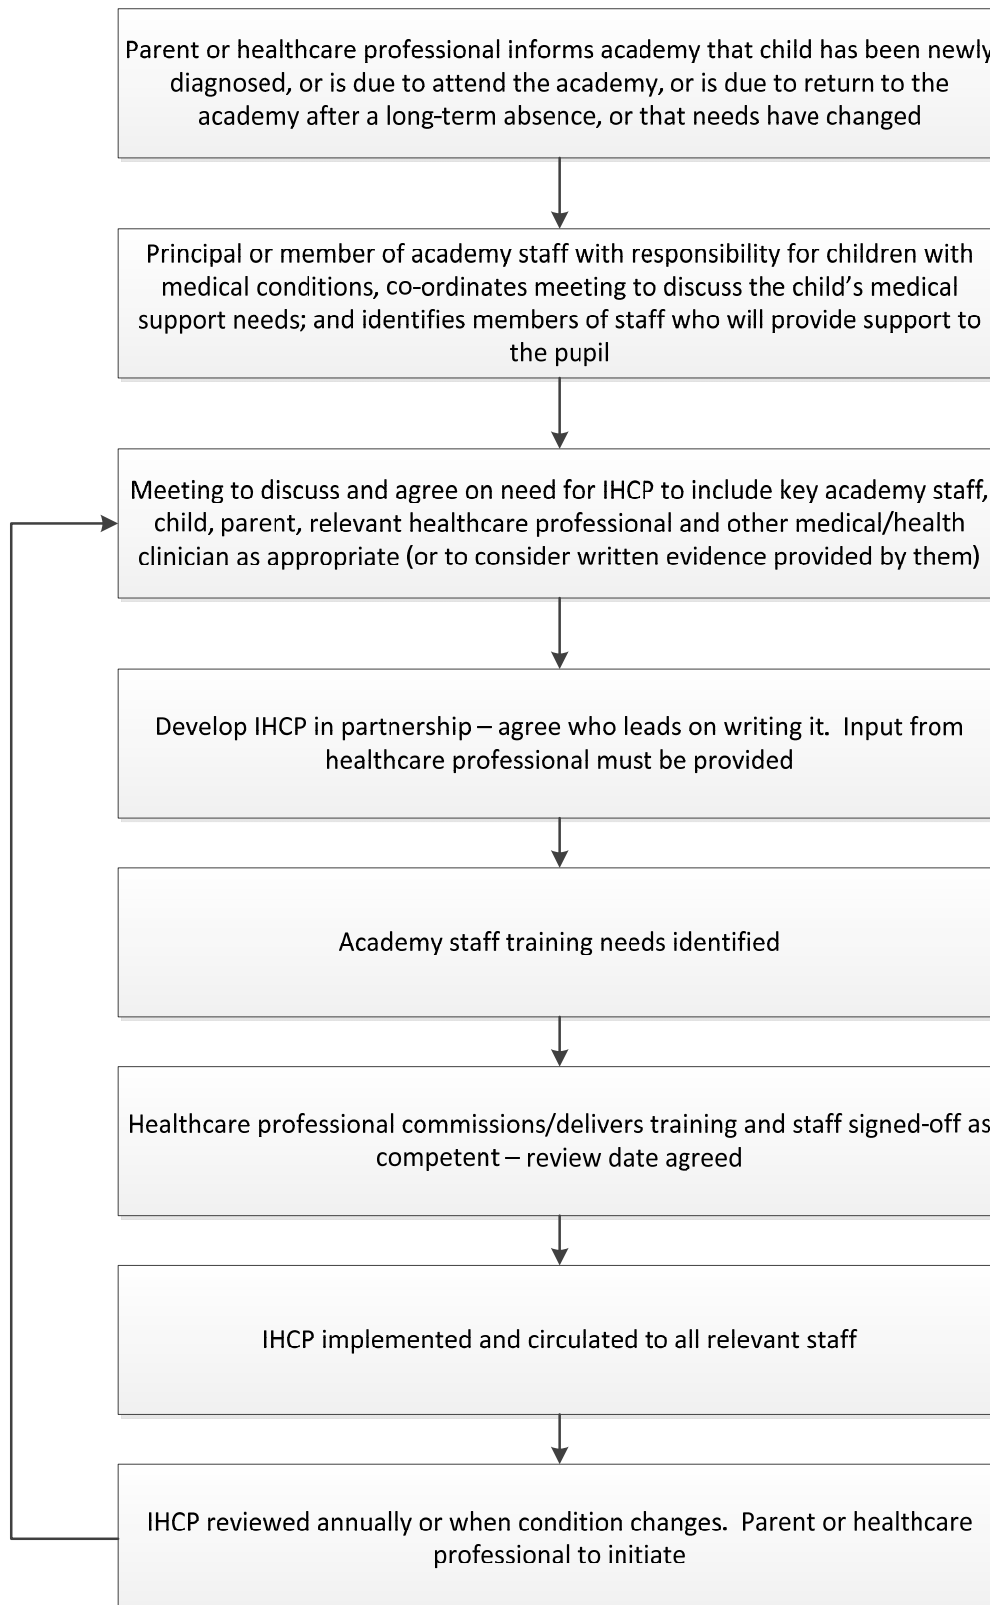 Parent or healthcare professional informs academy that child has been newly
diagnosed, or is due to attend the academy, or is due to return to the
academy after a long-term absence, or that needs have changed
Principal or member of academy staff with responsibility for children with
medical conditions, co-ordinates meeting to discuss the child’s medical
support needs; and identifies members of staff who will provide support to
the pupil
Meeting to discuss and agree on need for IHCP to include key academy staff,
child, parent, relevant healthcare professional and other medical/health
clinician as appropriate (or to consider written evidence provided by them)
Develop IHCP in partnership – agree who leads on writing it.  Input from
healthcare professional must be provided
Academy staff training needs identified
Healthcare professional commissions/delivers training and staff signed-off as
competent – review date agreed
IHCP implemented and circulated to all relevant staff
IHCP reviewed annually or when condition changes.  Parent or healthcare
professional to initiate